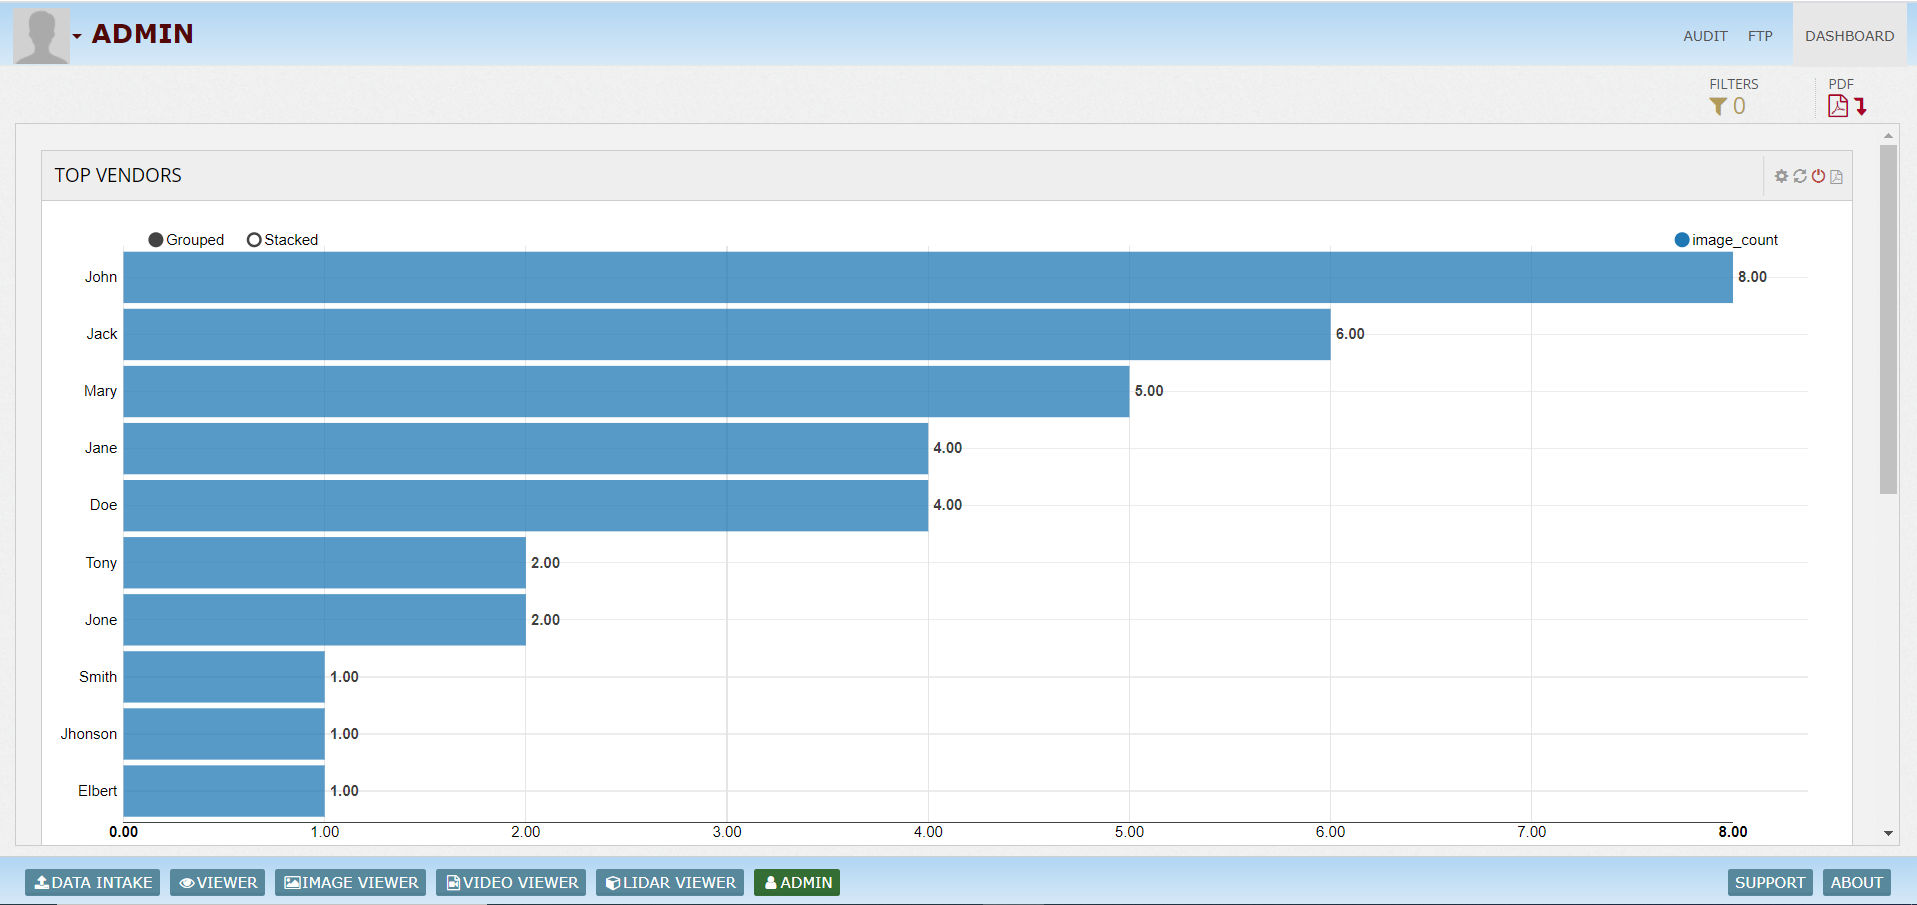 ADMIN
AUDIT FTP DASHBOARD
FILTERS PDF
0
TOP VENDORS
Grouped Stacked image_count
John 8.00
Jack 6.00
Mary 5.00
Jane 4.00
Doe 4.00
Tony 2.00
Jone 2.00
Smith 1.00
Jhonson 1.00
Elbert 1.00
0.00 1.00 2.00 3.00 4.00 5.00 6.00 7.00 8.00
DATA INTAKE VIEWER IMAGE VIEWER VIDEO VIEWER LIDAR VIEWER ADMIN SUPPORT ABOUT